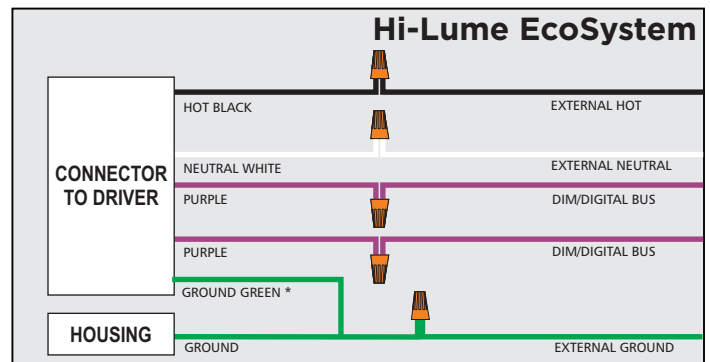 Hi-Lume EcoSystem
HOT BLACK
EXTERNAL HOT
CONNECTOR
TO DRIVER
NEUTRAL WHITE
EXTERNAL NEUTRAL
PURPLE
DIM/DIGITAL BUS
PURPLE
DIM/DIGITAL BUS
GROUND GREEN *
HOUSING
GROUND
EXTERNAL GROUND